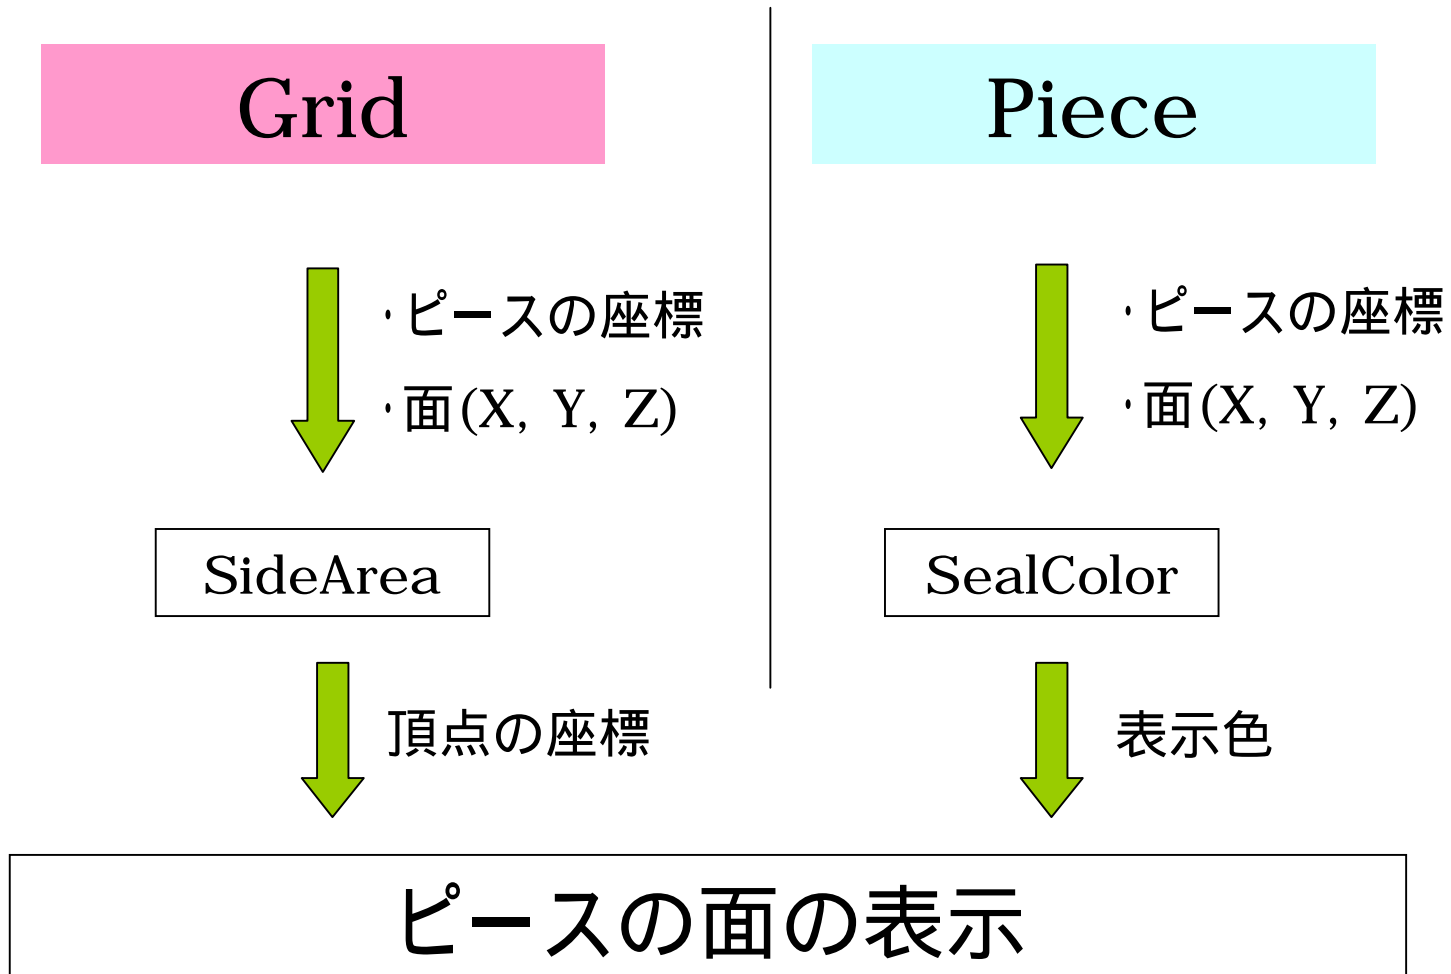 Grid
・ピースの座標
・面(X, Y, Z)
SideArea
頂点の座標
Piece
・ピースの座標
・面(X, Y, Z)
SealColor
表示色
ピースの面の表示